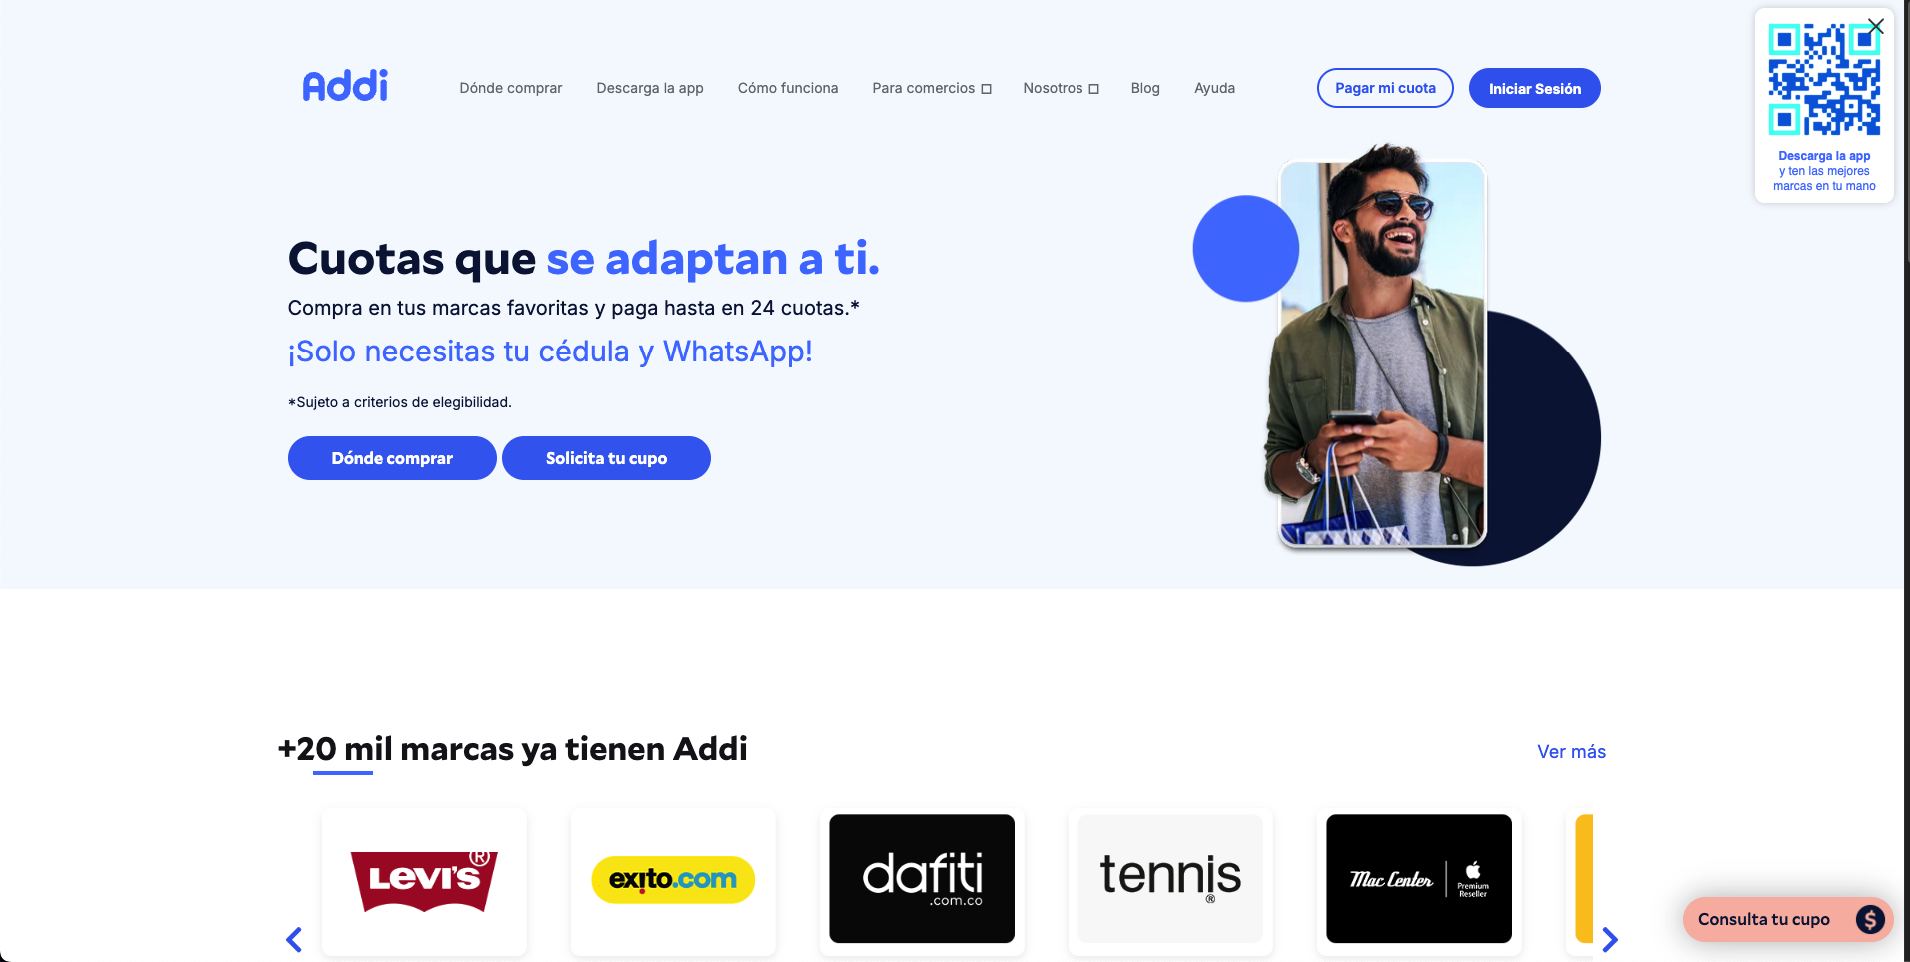 Addi
Dónde comprar
Descarga la app
Cómo funciona
Para comercios
Nosotros
Blog
Ayuda
Pagar mi cuota
Iniciar Sesión
Descarga la app
y ten las mejores
marcas en tu mano
Cuotas que se adaptan a ti.
Compra en tus marcas favoritas y paga hasta en 24 cuotas.*
¡Solo necesitas tu cédula y WhatsApp!
*Sujeto a criterios de elegibilidad.
Dónde comprar
Solicita tu cupo
+20 mil marcas ya tienen Addi
Ver más
LEVI'S®
exito.com
dafiti
.com.co
tennis
®
Mac Center
Premium
Reseller
Consulta tu cupo
$